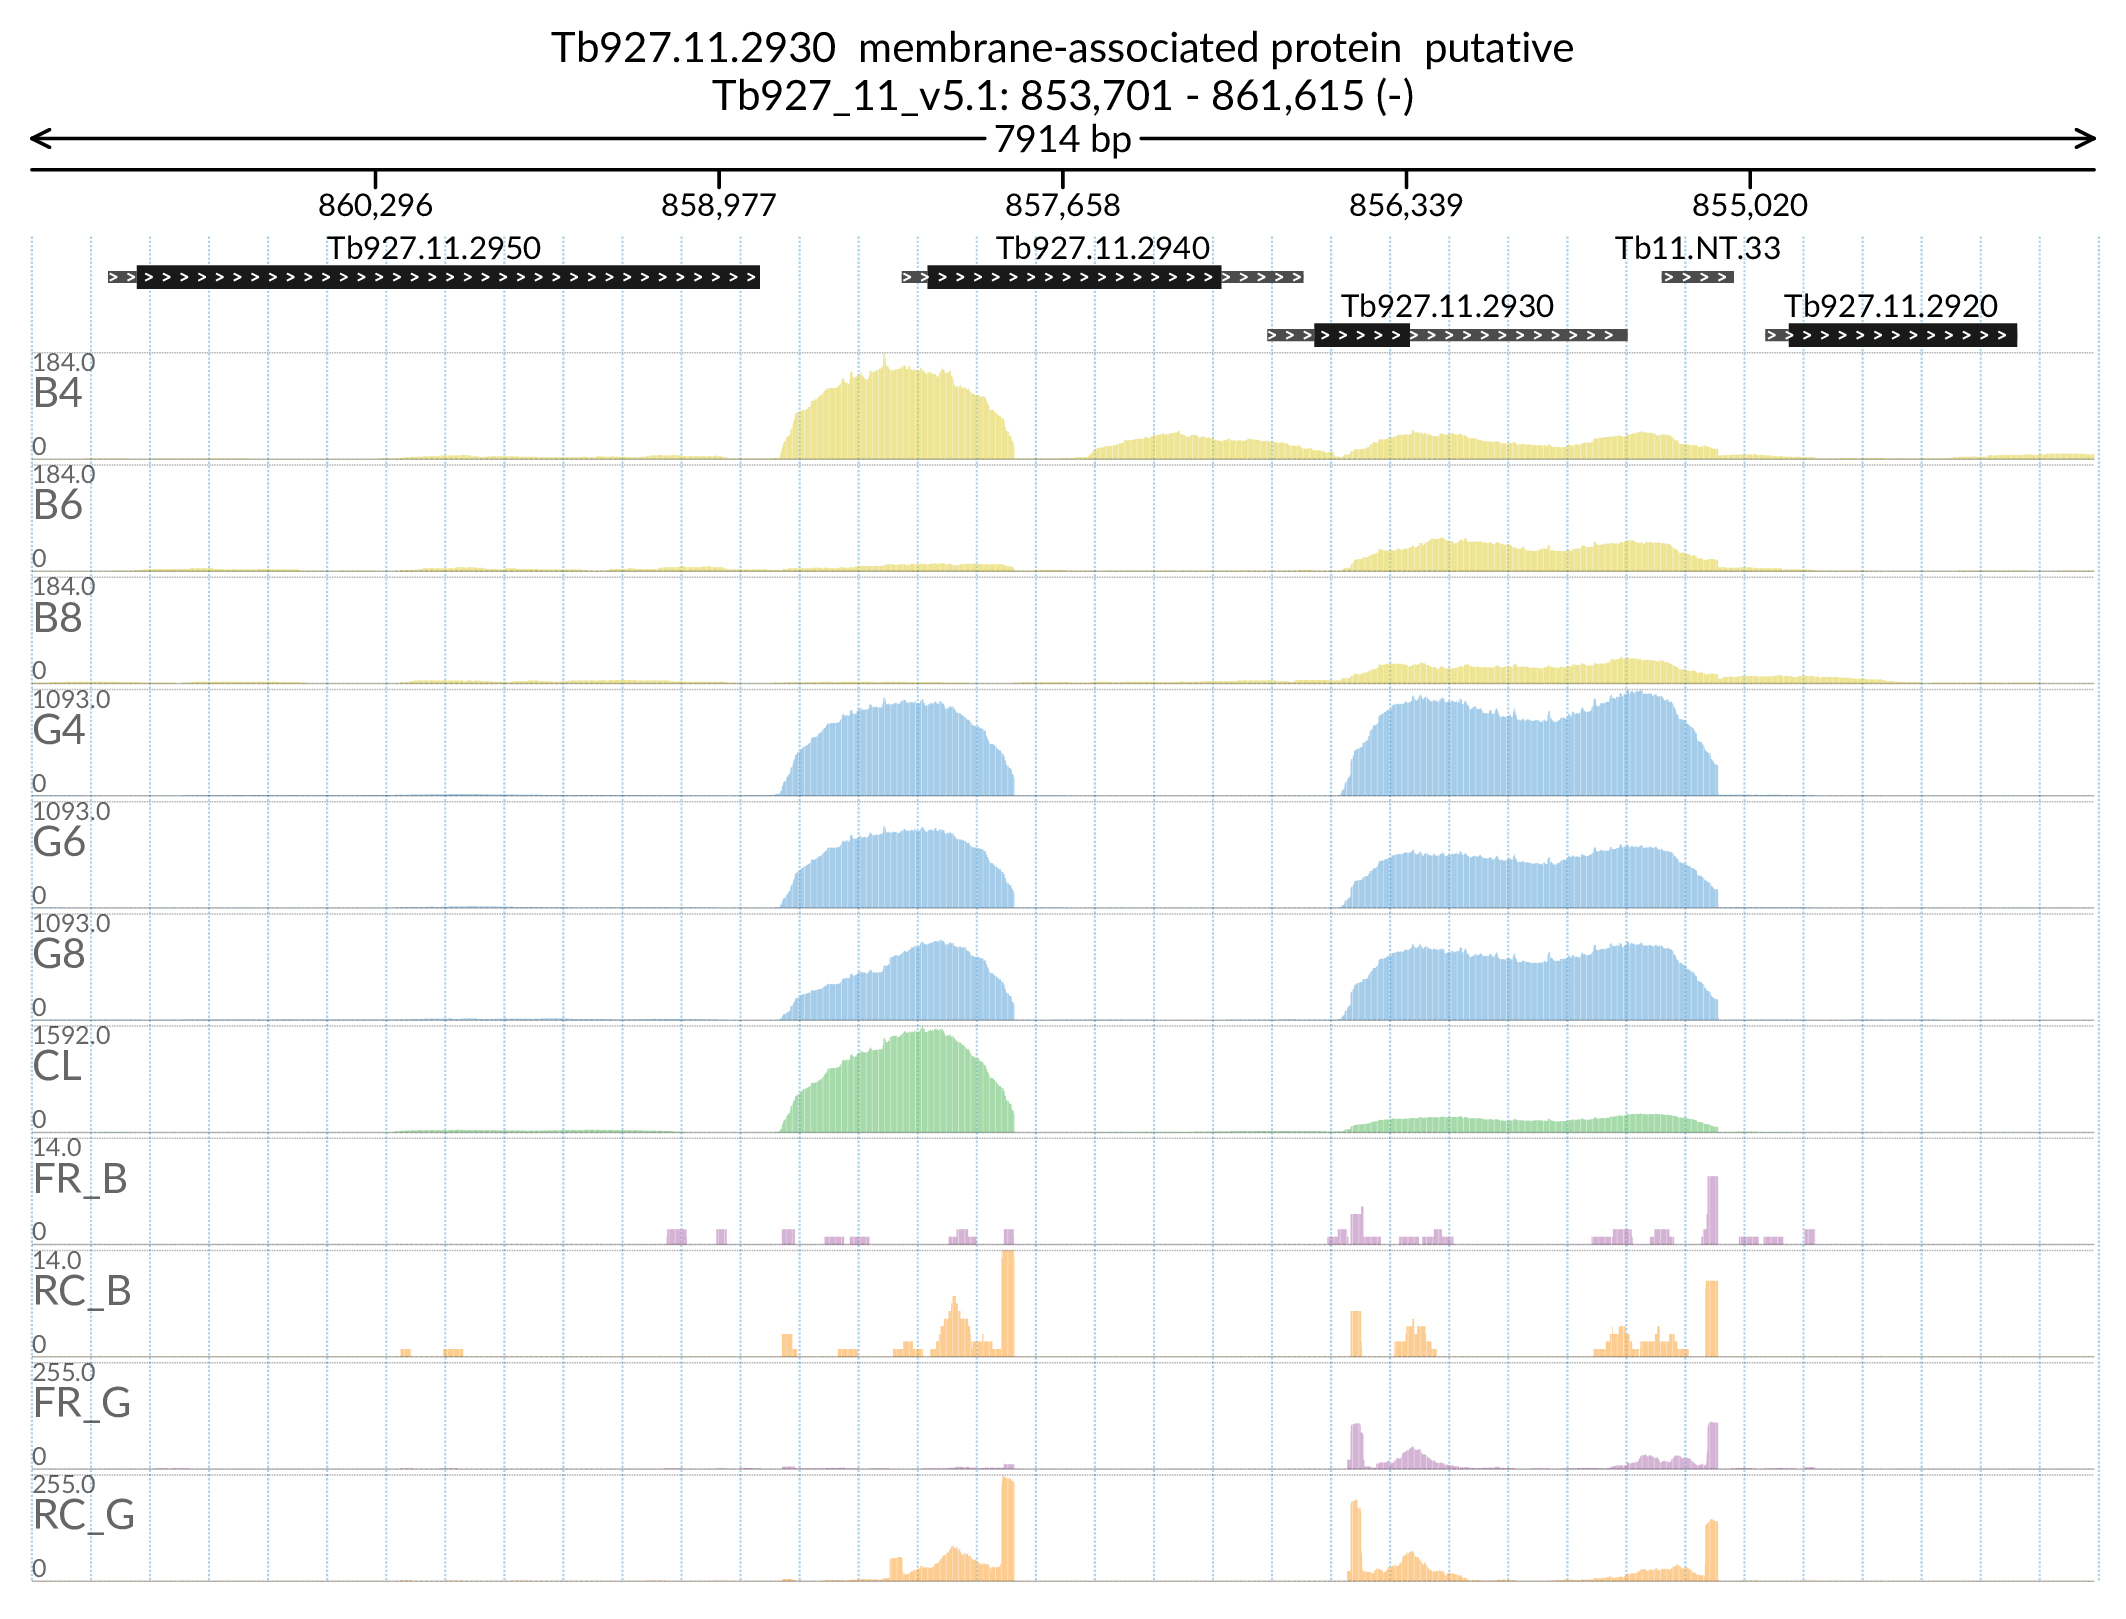 Tb927.11.2930  membrane-associated protein  putative
Tb927_11_v5.1: 853,701 - 861,615 (-)
7914 bp
860,296 858,977 857,658 856,339 855,020
Tb927.11.2950 Tb927.11.2940 Tb11.NT.33
Tb927.11.2930 Tb927.11.2920
184.0
B4
0
184.0
B6
0
184.0
B8
0
1093.0
G4
0
1093.0
G6
0
1093.0
G8
0
1592.0
CL
0
14.0
FR_B
0
14.0
RC_B
0
255.0
FR_G
0
255.0
RC_G
0